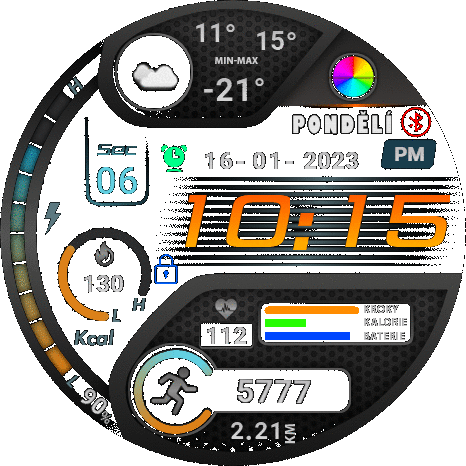 11° 15°
MIN-MAX
-21°
H
PONDĚLÍ
PM
Sec
06
16-01-2023
10:15
130
H
L
Kcal
112
KROKY
KALORIE
BATERIE
5777
L
90%
2.21 KM